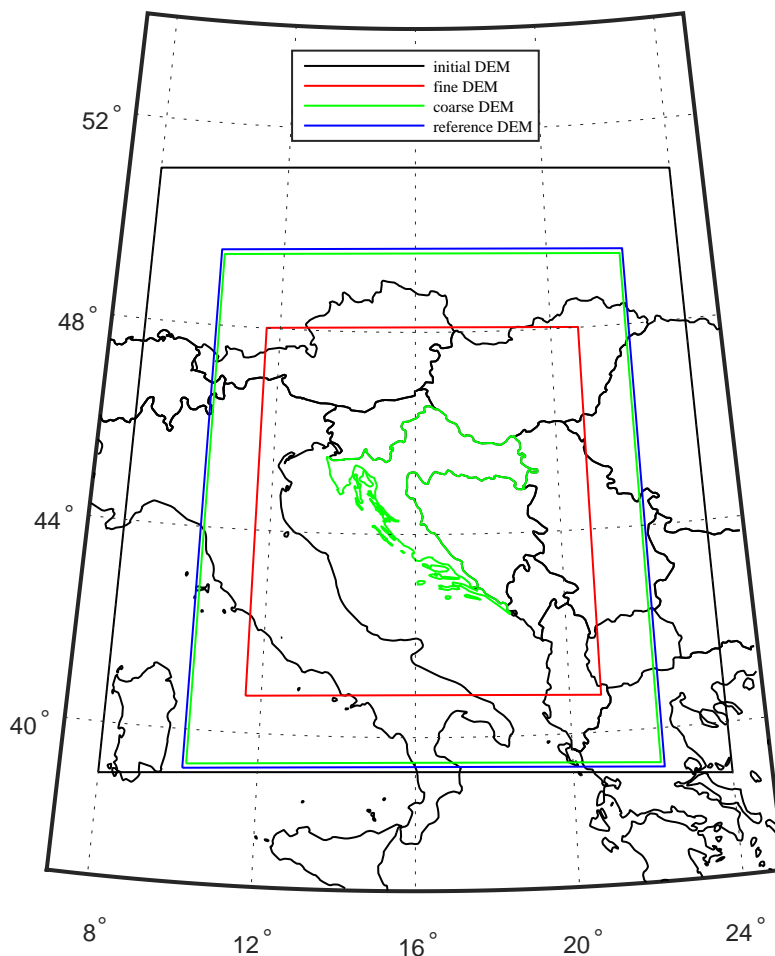 initial DEM
fine DEM
coarse DEM
reference DEM
52°
48°
44°
40°
8° 12° 16° 20° 24°